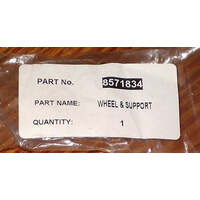 PART No. 8571834
PART NAME: WHEEL & SUPPORT
QUANTITY: 1